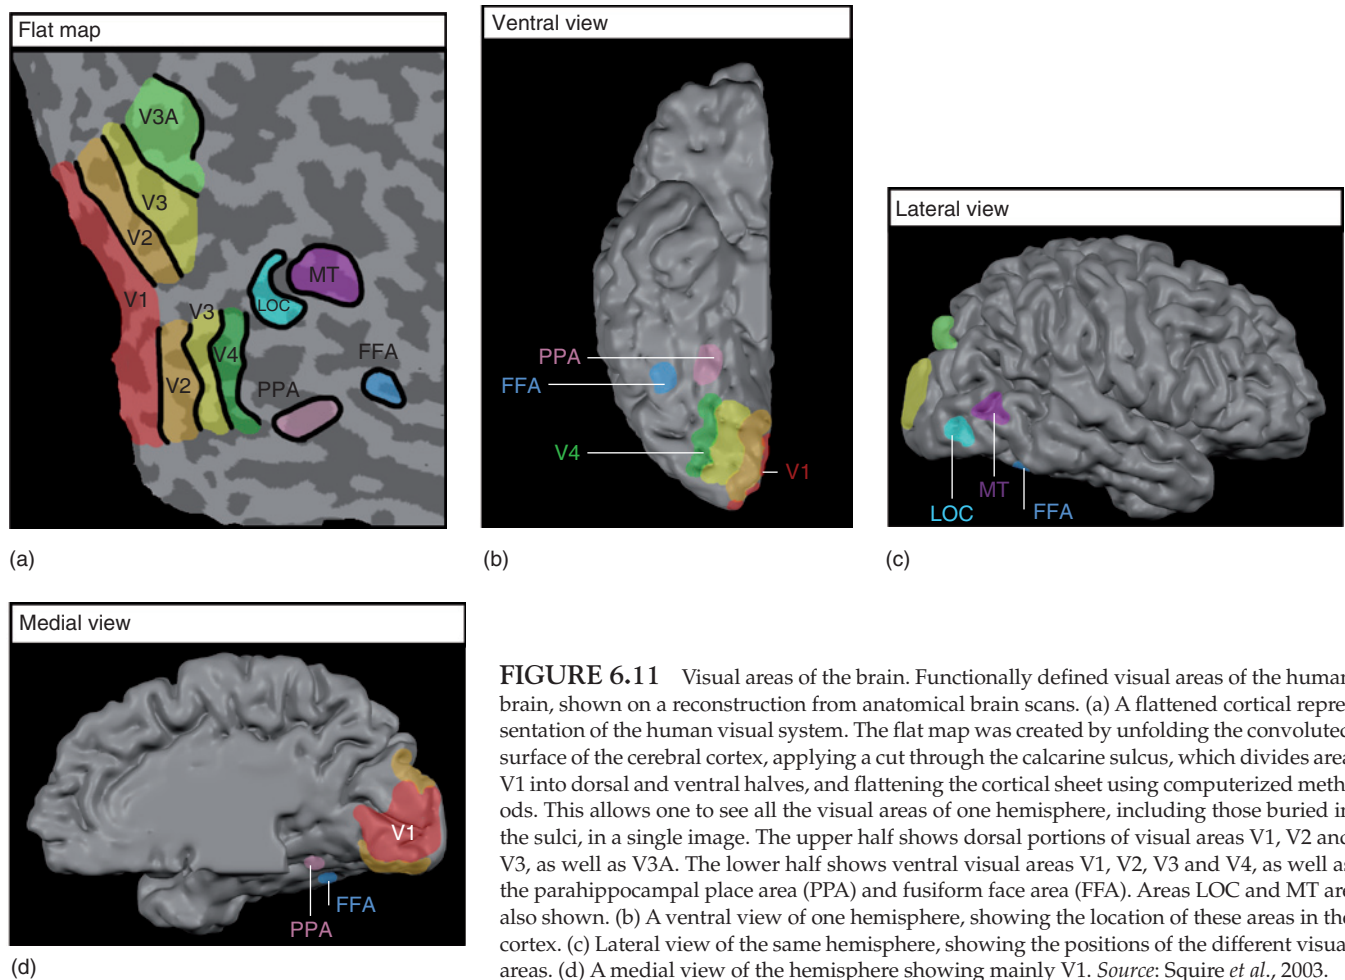 Flat map
V3A
V3
V2
V1
MT
LOC
V3
V4
V2
FFA
PPA
(a)
Ventral view
PPA
FFA
V4
V1
(b)
Lateral view
MT
LOC
FFA
(c)
Medial view
V1
FFA
PPA
(d)
FIGURE 6.11 Visual areas of the brain. Functionally defined visual areas of the human
brain, shown on a reconstruction from anatomical brain scans. (a) A flattened cortical repre
sentation of the human visual system. The flat map was created by unfolding the convoluted
surface of the cerebral cortex, applying a cut through the calcarine sulcus, which divides area
V1 into dorsal and ventral halves, and flattening the cortical sheet using computerized meth
ods. This allows one to see all the visual areas of one hemisphere, including those buried in
the sulci, in a single image. The upper half shows dorsal portions of visual areas V1, V2 and
V3, as well as V3A. The lower half shows ventral visual areas V1, V2, V3 and V4, as well as
the parahippocampal place area (PPA) and fusiform face area (FFA). Areas LOC and MT are
also shown. (b) A ventral view of one hemisphere, showing the location of these areas in the
cortex. (c) Lateral view of the same hemisphere, showing the positions of the different visual
areas. (d) A medial view of the hemisphere showing mainly V1. Source: Squire et al., 2003.